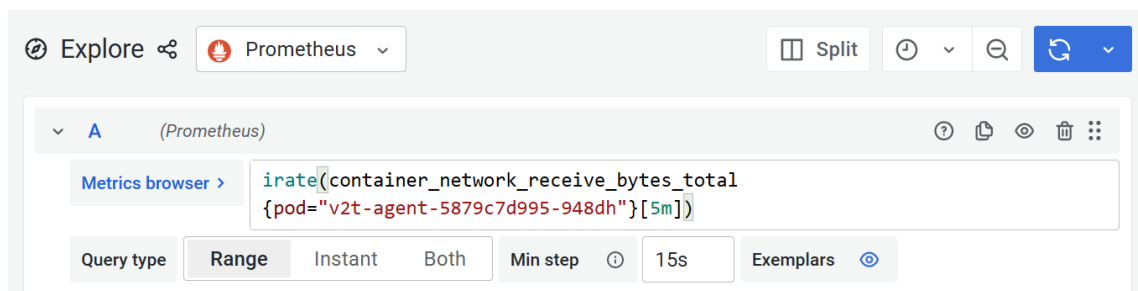 Explore Prometheus Split
A (Prometheus)
Metrics browser >
irate(container_network_receive_bytes_total
{pod="v2t-agent-5879c7d995-948dh"}[5m])
Query type Range Instant Both Min step 15s Exemplars